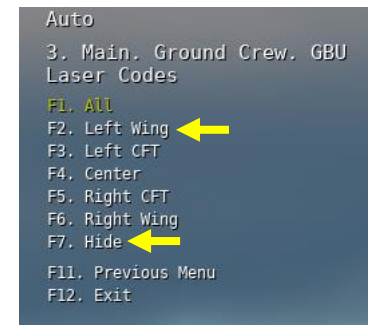 Auto
3. Main. Ground Crew. GBU
Laser Codes
F1. All
F2. Left Wing
F3. Left CFT
F4. Center
F5. Right CFT
F6. Right Wing
F7. Hide
F11. Previous Menu
F12. Exit